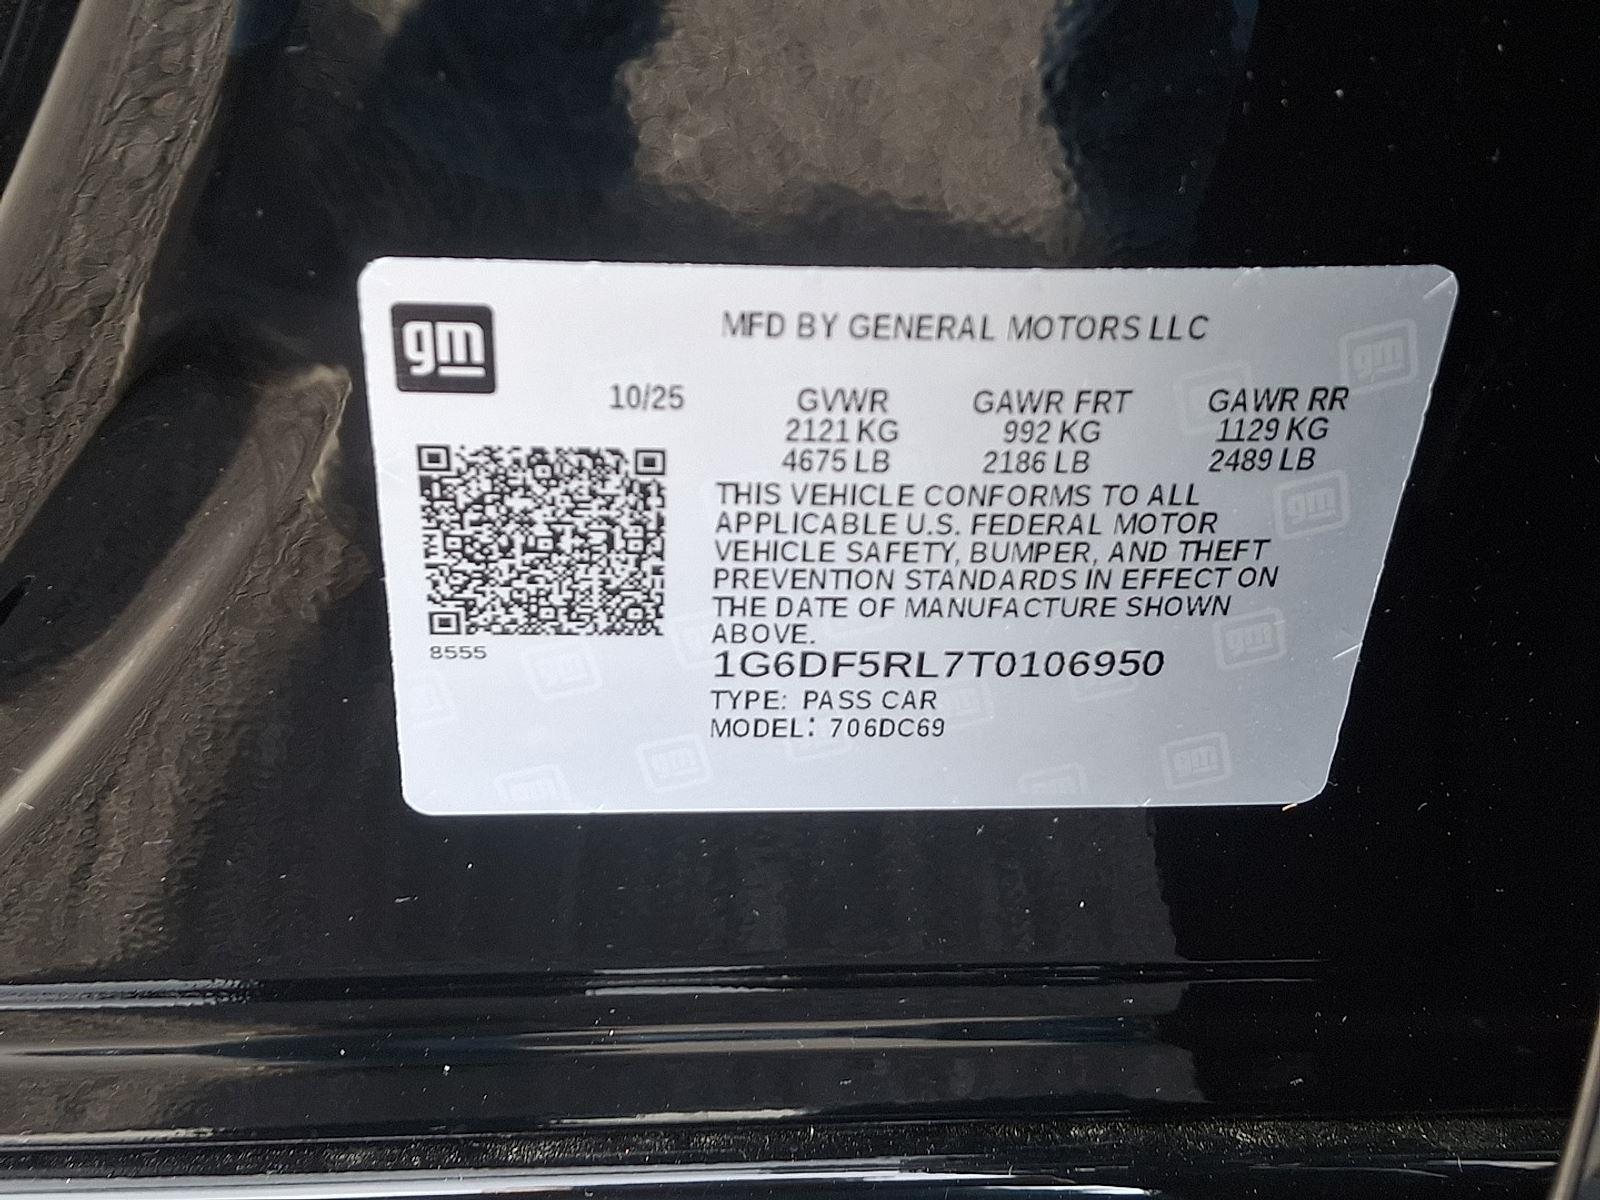 gm
MFD BY GENERAL MOTORS LLC
10/25 GVWR GAWR FRT GAWR RR
2121 KG 992 KG 1129 KG
4675 LB 2186 LB 2489 LB
THIS VEHICLE CONFORMS TO ALL
APPLICABLE U.S. FEDERAL MOTOR
VEHICLE SAFETY, BUMPER, AND THEFT
PREVENTION STANDARDS IN EFFECT ON
THE DATE OF MANUFACTURE SHOWN
ABOVE.
8555
1G6DF5RL7T0106950
TYPE: PASS CAR
MODEL: 706DC69